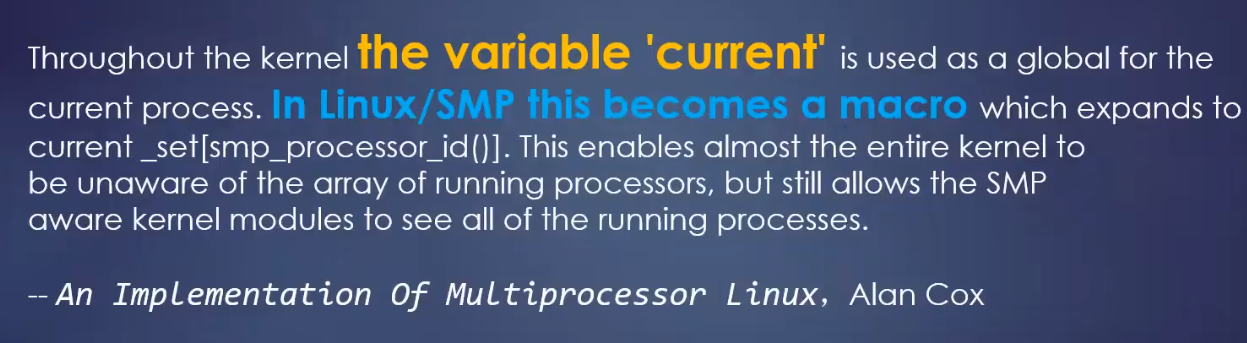 Throughout the kernel the variable 'current' is used as a global for the
current process. In Linux/SMP this becomes a macro which expands to
current _set[smp_processor_id()]. This enables almost the entire kernel to
be unaware of the array of running processors, but still allows the SMP
aware kernel modules to see all of the running processes.
-- An Implementation Of Multiprocessor Linux, Alan Cox